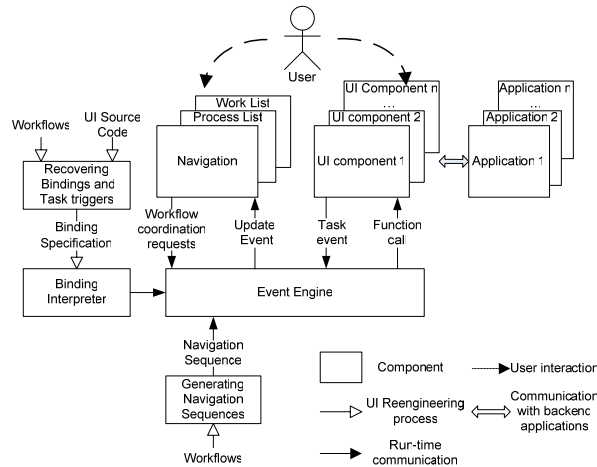 User
Workflows
UI Source
Code
Work List
Process List
Navigation
UI Component n
...
UI component 2
UI component 1
Application n
...
Application 2
Application 1
Recovering
Bindings and
Task triggers
Binding
Specification
Workflow
coordination
requests
Update
Event
Task
event
Function
call
Binding
Interpreter
Event Engine
Navigation
Sequence
Generating
Navigation
Sequences
Workflows
Component
User interaction
UI Reengineering
process
Communication
with backend
applications
Run-time
communication